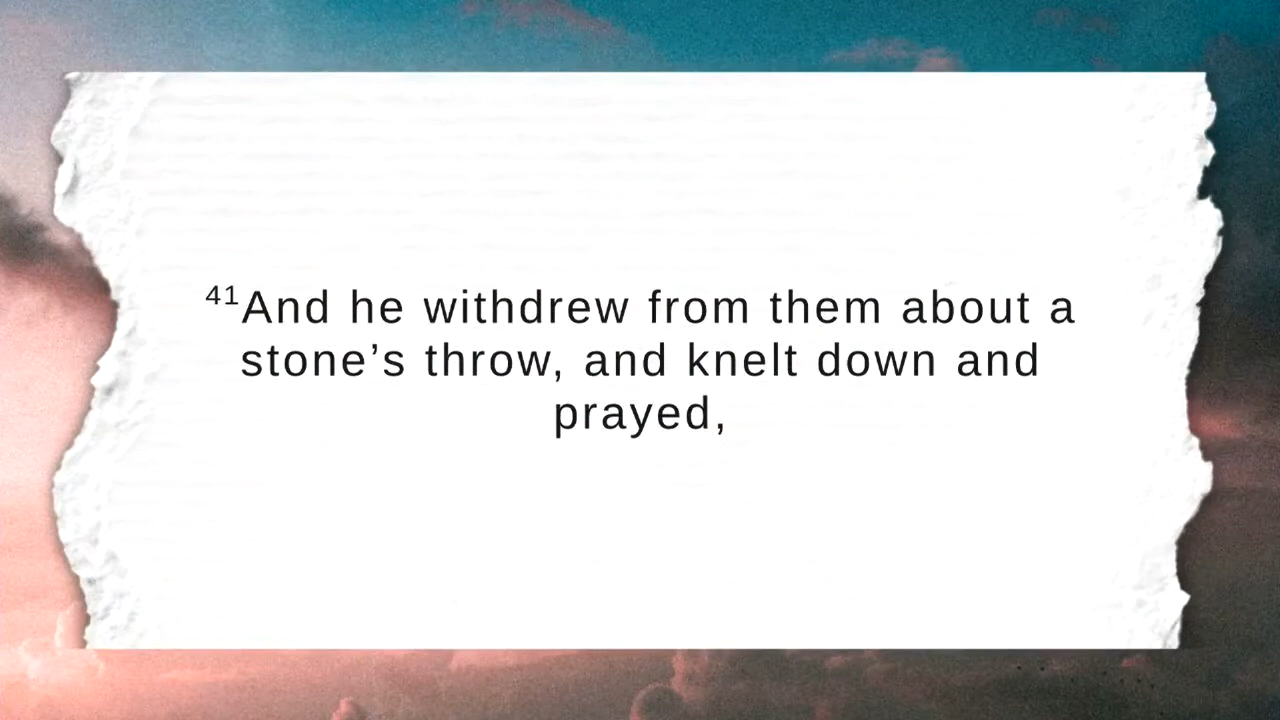 41And he withdrew from them about a
stone’s throw, and knelt down and
prayed,